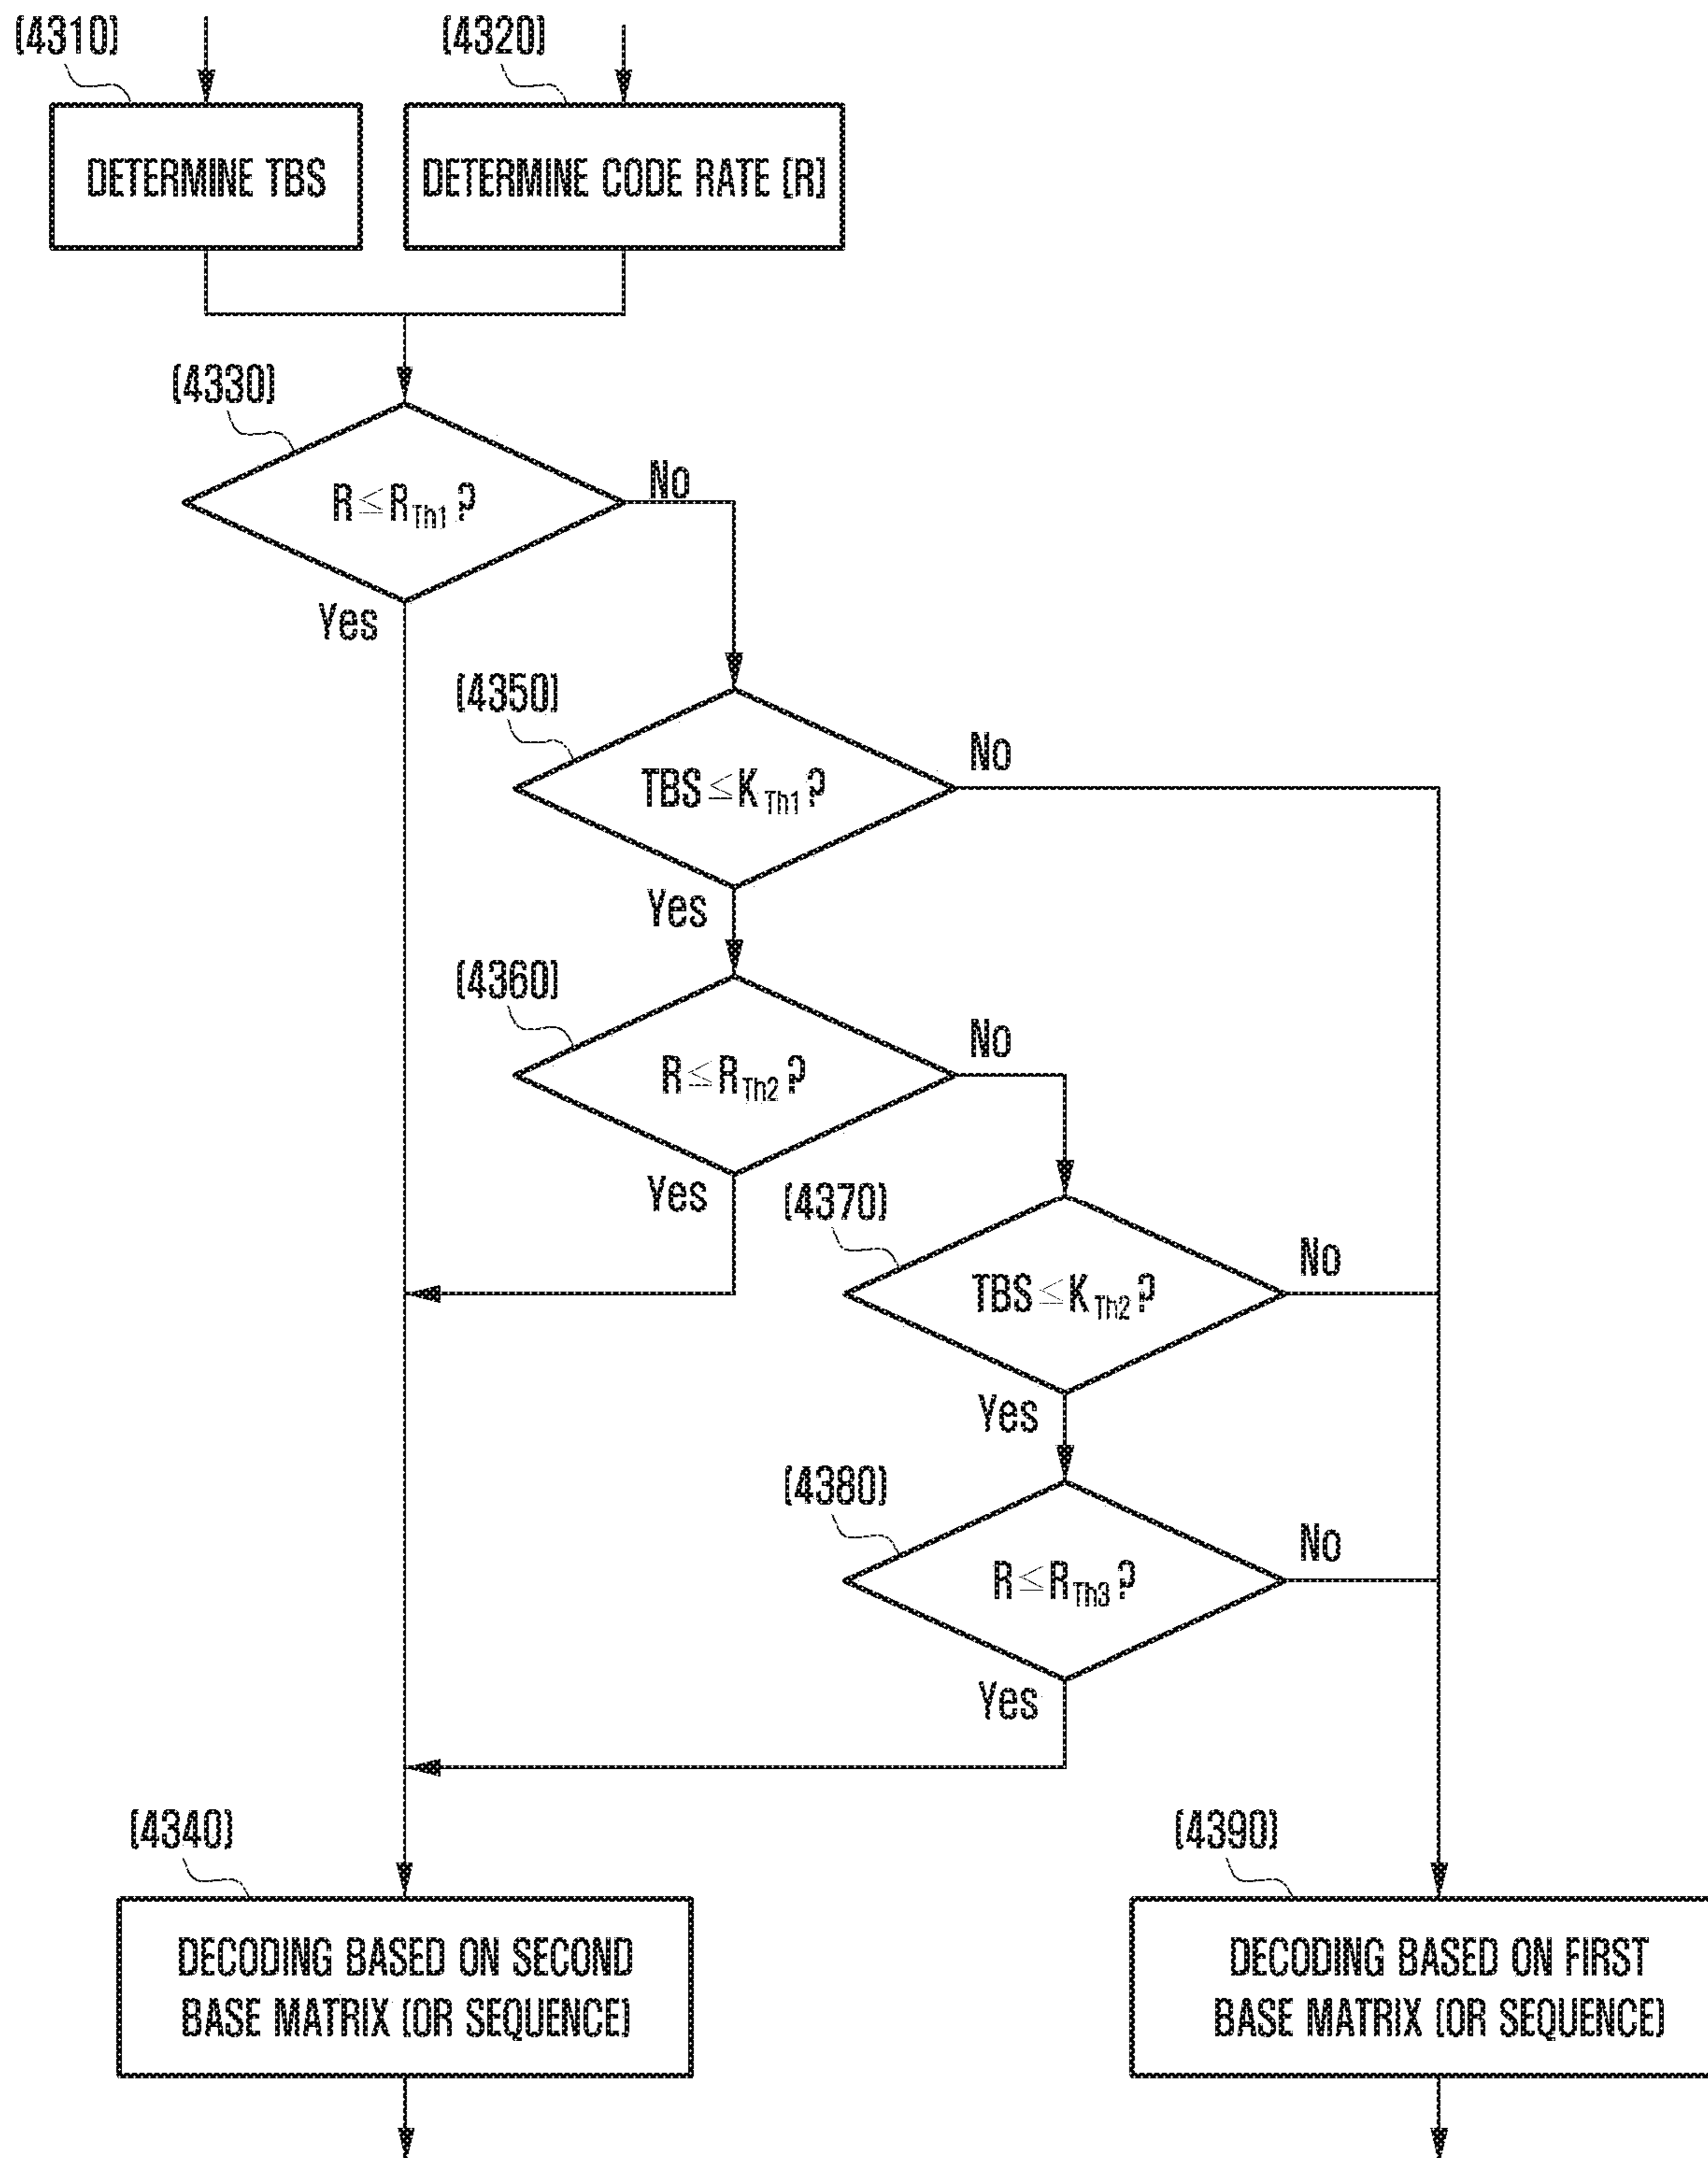 (4310)
(4320)
DETERMINE TBS
DETERMINE CODE RATE [R]
(4330)
R≤R_Th1?
No
Yes
(4350)
TBS≤K_Th1?
No
Yes
(4360)
R≤R_Th2?
No
Yes
(4370)
TBS≤K_Th2?
No
Yes
(4380)
R≤R_Th3?
No
Yes
(4340)
(4390)
DECODING BASED ON SECOND
BASE MATRIX (OR SEQUENCE)
DECODING BASED ON FIRST
BASE MATRIX (OR SEQUENCE)